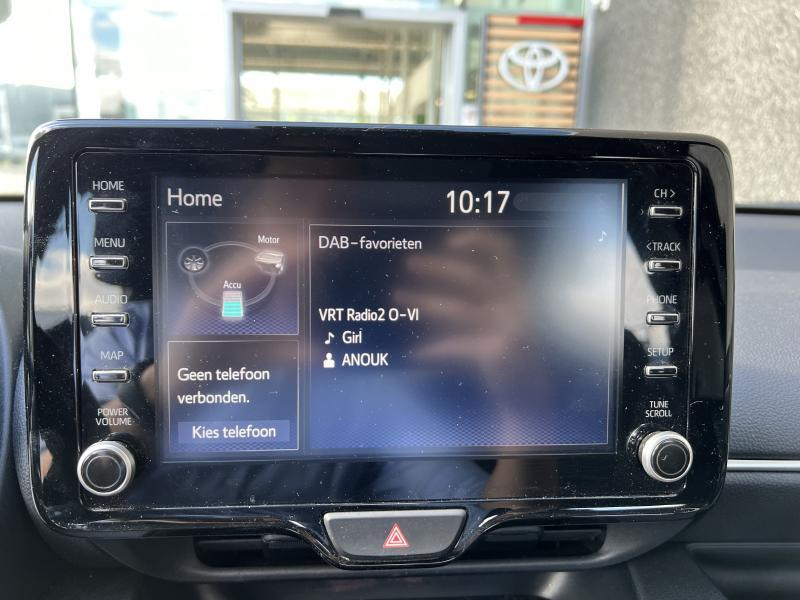 HOME
MENU
AUDIO
MAP
POWER
VOLUME
Home
10:17
Motor
Accu
DAB-favorieten
VRT Radio2 O-Vl
Girl
ANOUK
Geen telefoon
verbonden.
Kies telefoon
CH >
< TRACK
PHONE
SETUP
TUNE
SCROLL